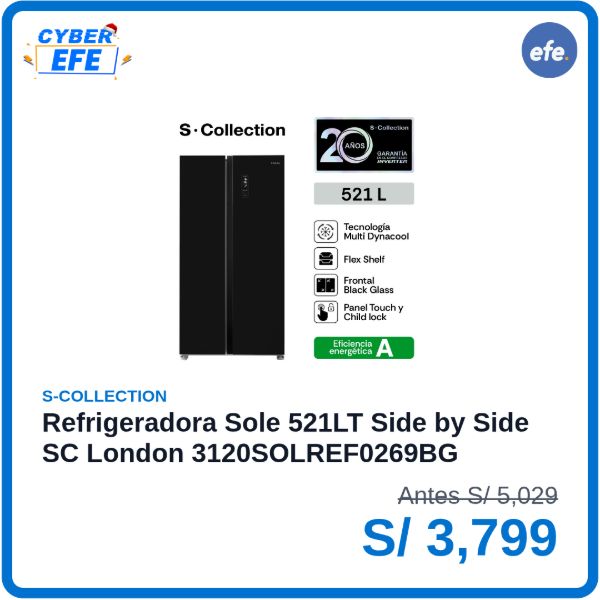 CYBER
EFE
efe.
S·Collection
S·Collection
20 AÑOS
GARANTÍA
INVERTER
521 L
Tecnología
Multi Dynacool
Flex Shelf
Frontal
Black Glass
Panel Touch y
Child lock
Eficiencia
energética A
S-COLLECTION
Refrigeradora Sole 521LT Side by Side
SC London 3120SOLREF0269BG
Antes S/ 5,029
S/ 3,799